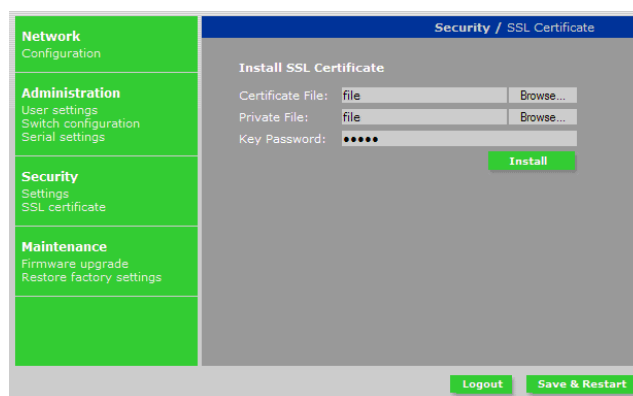 Network
Configuration
Administration
User settings
Switch configuration
Serial settings
Security
Settings
SSL certificate
Maintenance
Firmware upgrade
Restore factory settings
Security / SSL Certificate
Install SSL Certificate
Certificate File: file Browse...
Private File: file Browse...
Key Password: •••••
Install
Logout Save & Restart